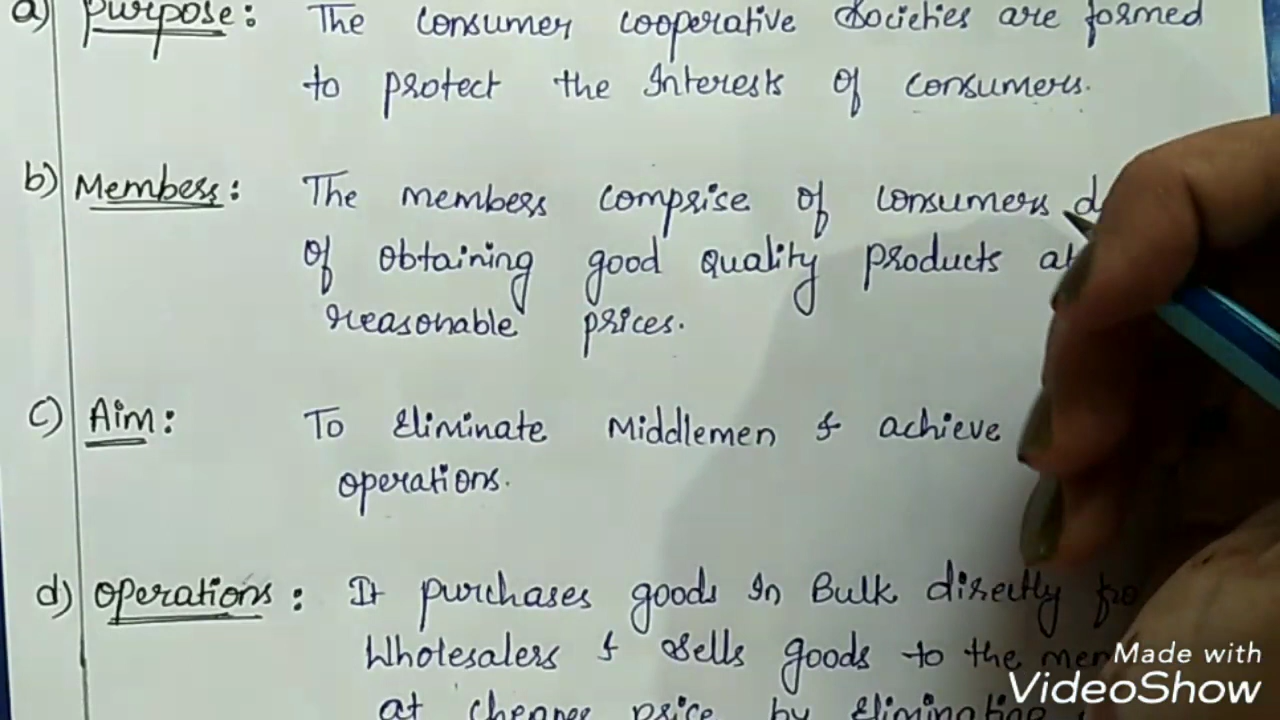 a) Purpose: The consumer cooperative societies are formed
to protect the Interests of consumers.
b) Members: The members comprise of consumers
of obtaining good quality products at
reasonable prices.
c) Aim: To Eliminate Middlemen & achieve
operations.
d) operations: It purchases goods In Bulk directly
Wholesalers & sells goods to the
at cheaper price by Eliminating
Made with
VideoShow